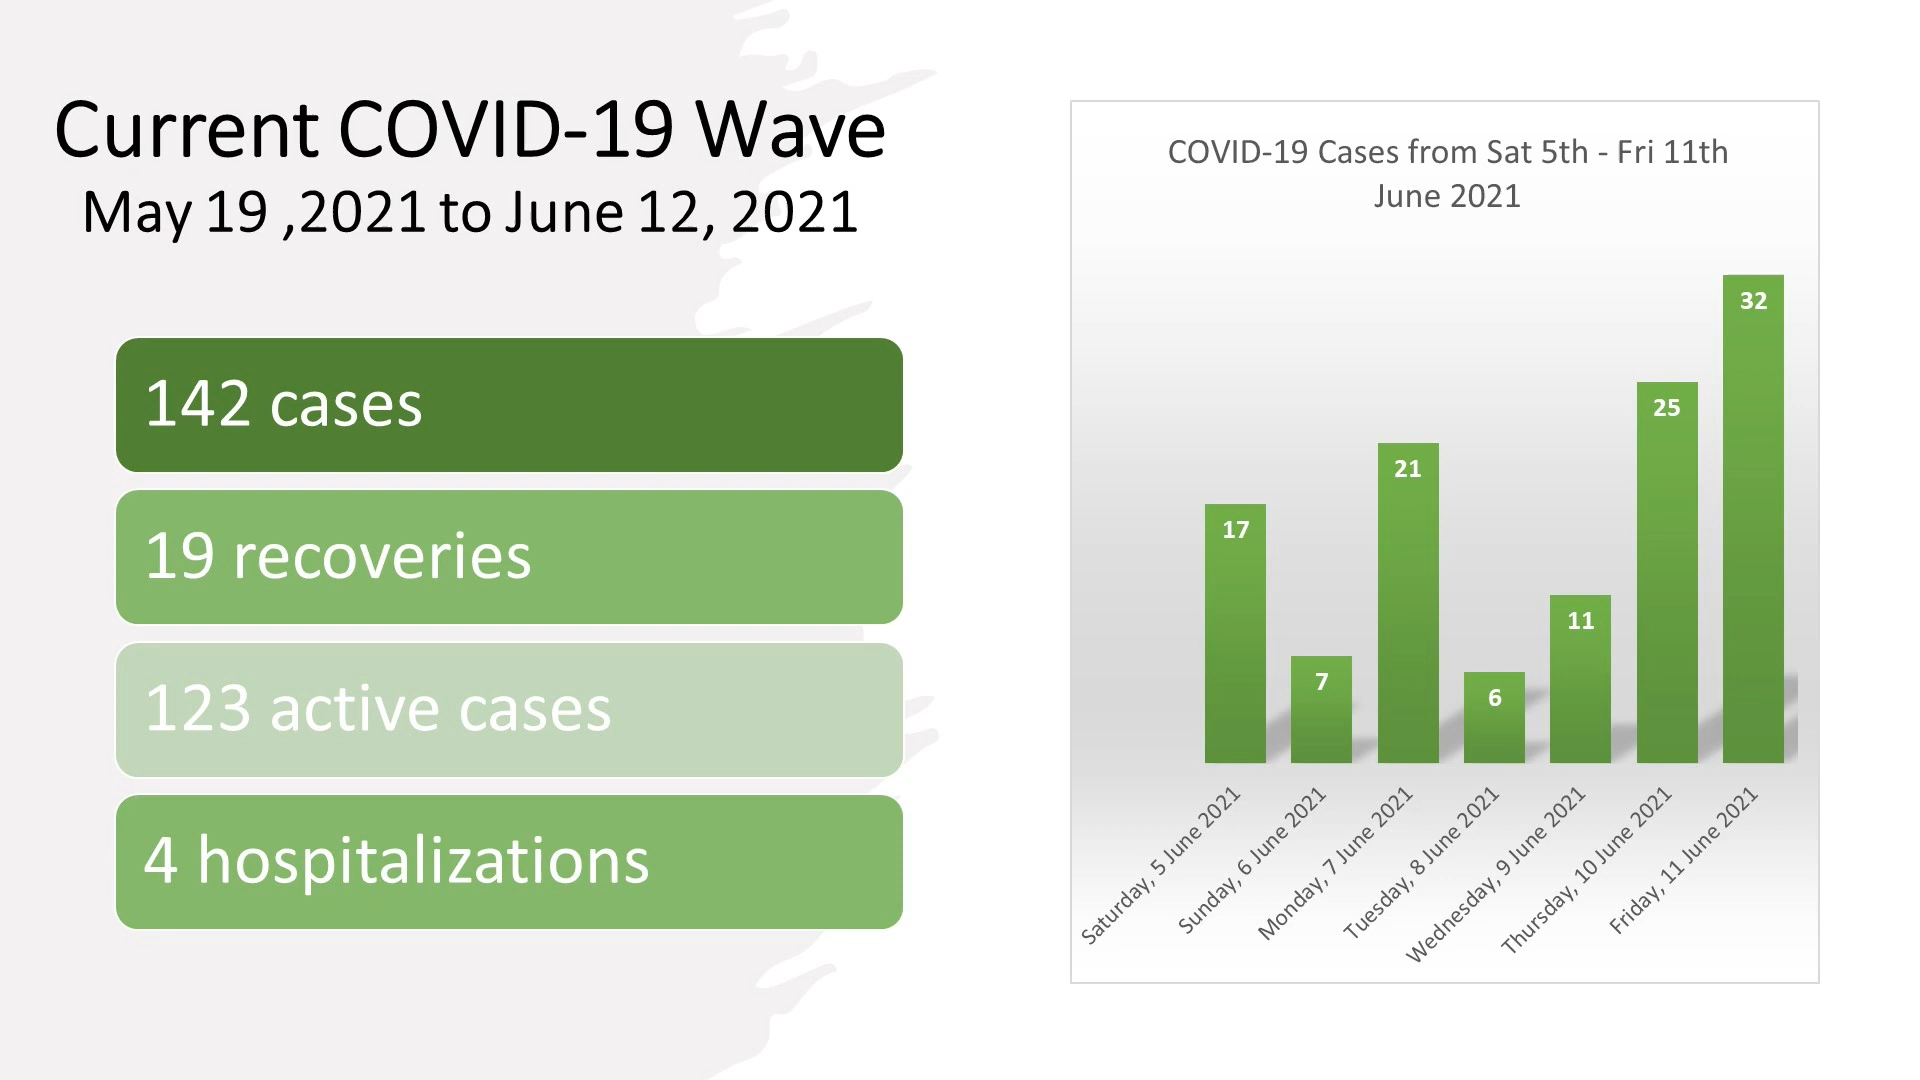 Current COVID-19 Wave
May 19 ,2021 to June 12, 2021
142 cases
19 recoveries
123 active cases
4 hospitalizations
COVID-19 Cases from Sat 5th - Fri 11th
June 2021
17
7
21
6
11
25
32
Saturday, 5 June 2021
Sunday, 6 June 2021
Monday, 7 June 2021
Tuesday, 8 June 2021
Wednesday, 9 June 2021
Thursday, 10 June 2021
Friday, 11 June 2021